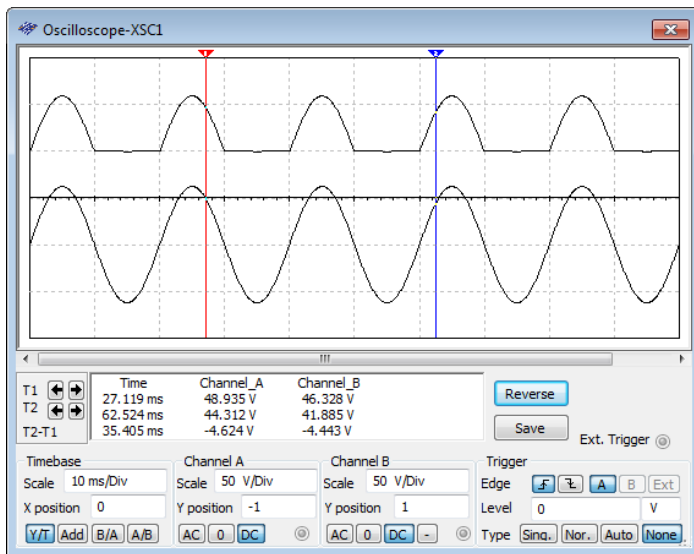 Oscilloscope-XSC1
1
2
T1
T2
T2-T1
Time Channel_A Channel_B
27.119 ms 48.935 V 46.328 V
62.524 ms 44.312 V 41.885 V
35.405 ms -4.624 V -4.443 V
Reverse
Save
Ext. Trigger
Timebase
Scale 10 ms/Div
X position 0
Y/T Add B/A A/B
Channel A
Scale 50 V/Div
Y position -1
AC 0 DC
Channel B
Scale 50 V/Div
Y position 1
AC 0 DC -
Trigger
Edge A B Ext
Level 0 V
Type Sing. Nor. Auto None